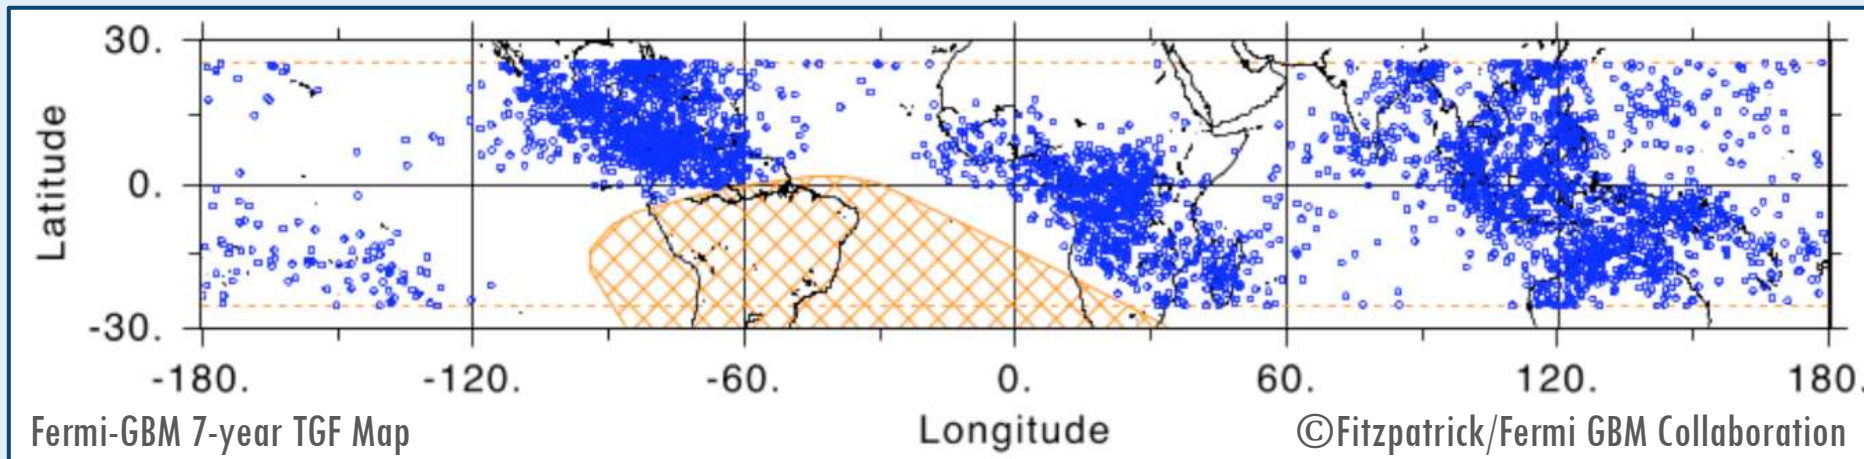 30.
0.
-30.
Latitude
-180. -120. -60. 0. 60. 120. 180.
Longitude
Fermi-GBM 7-year TGF Map
©Fitzpatrick/Fermi GBM Collaboration